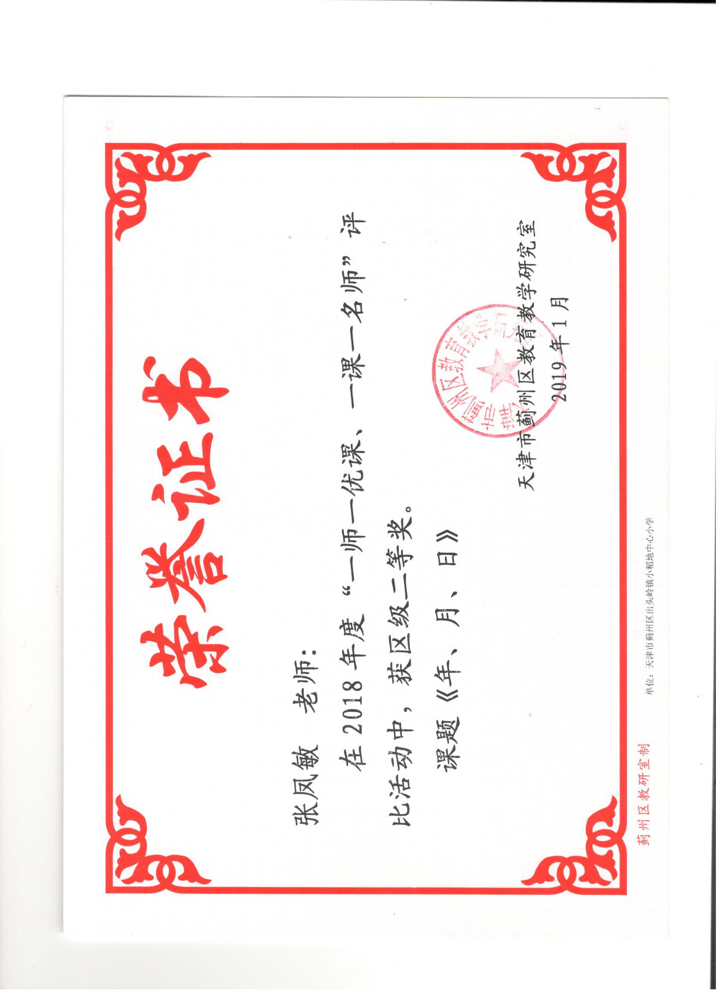 荣誉证书
张凤敏 老师：
在 2018 年度“一师一优课、一课一名师”评
比活动中，获区级二等奖。
课题《年、月、日》
天津市蓟州区教育教学研究室
2019 年 1 月
蓟州区教研室制
单位：天津市蓟州区出头岭镇小稻地中心小学